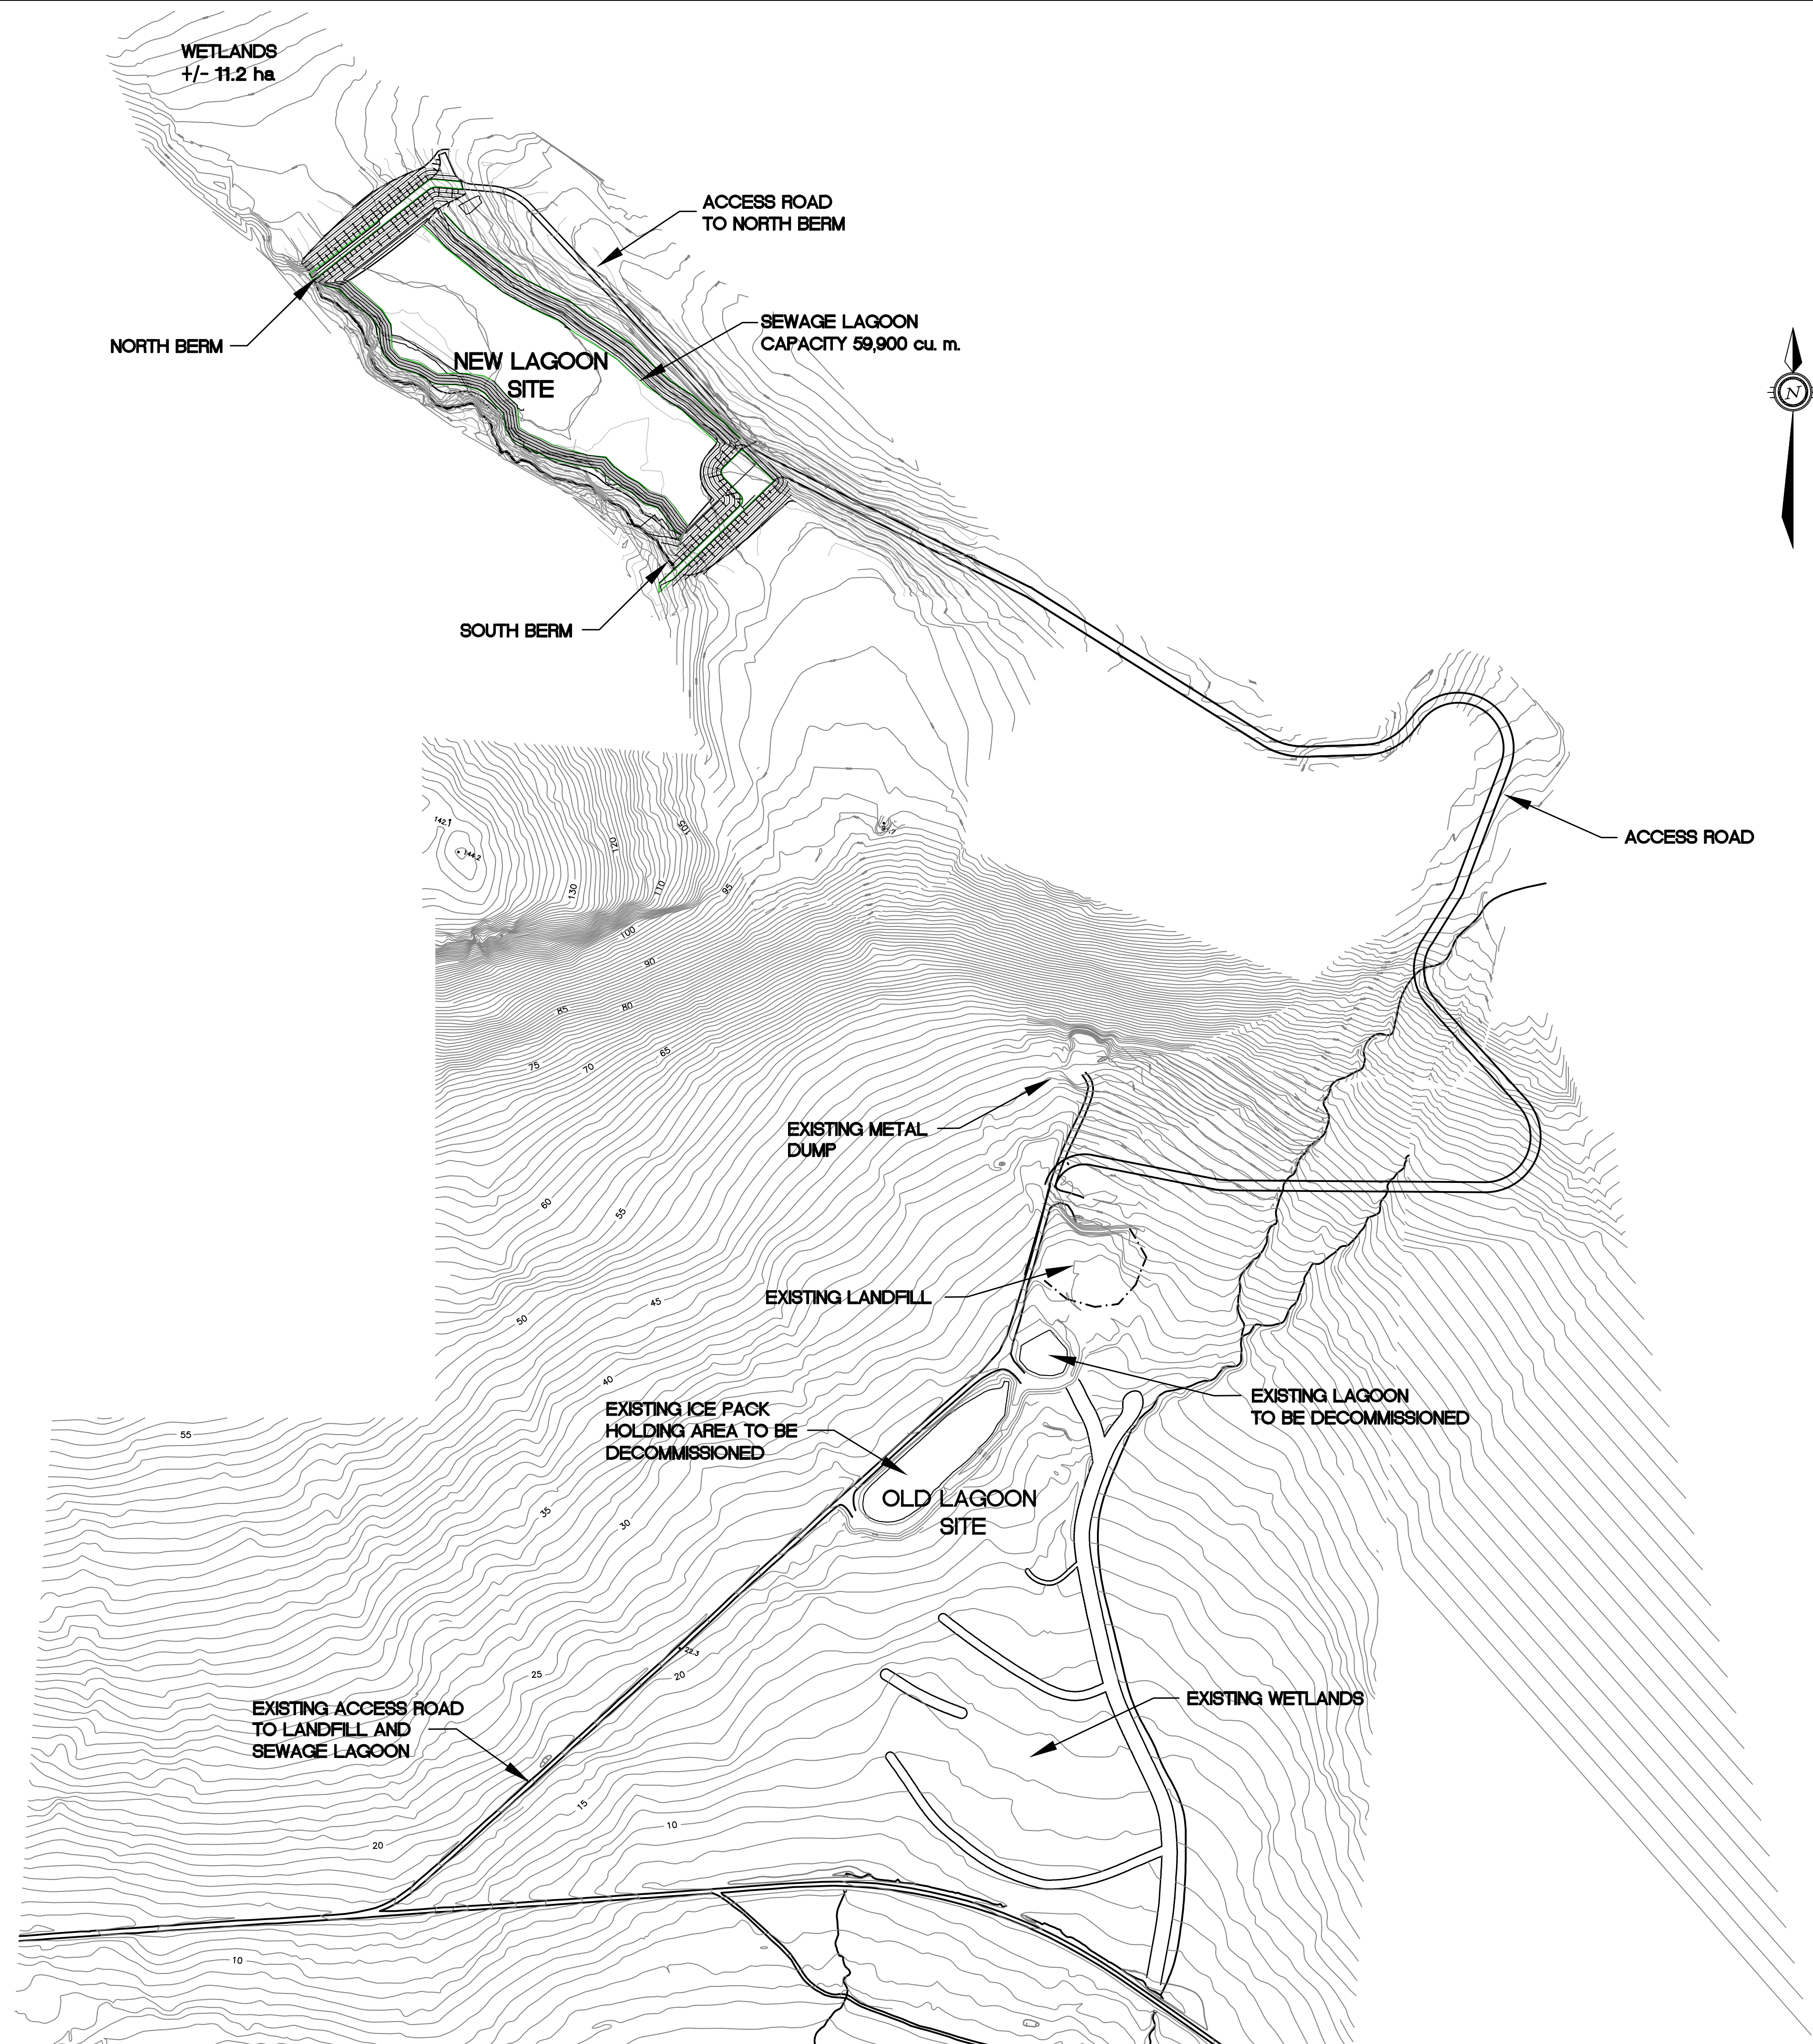 WETLANDS
+/- 11.2 ha
ACCESS ROAD
TO NORTH BERM
SEWAGE LAGOON
CAPACITY 59,900 cu. m.
NORTH BERM
NEW LAGOON
SITE
N
SOUTH BERM
142.1
144.2
105
120
130
110
95
ACCESS ROAD
100
90
85
80
65
75
70
EXISTING METAL
DUMP
60
55
EXISTING LANDFILL
45
50
40
EXISTING LAGOON
TO BE DECOMMISSIONED
EXISTING ICE PACK
HOLDING AREA TO BE
DECOMMISSIONED
55
OLD LAGOON
SITE
35
30
22.3
25
20
EXISTING WETLANDS
EXISTING ACCESS ROAD
TO LANDFILL AND
SEWAGE LAGOON
15
10
20
10